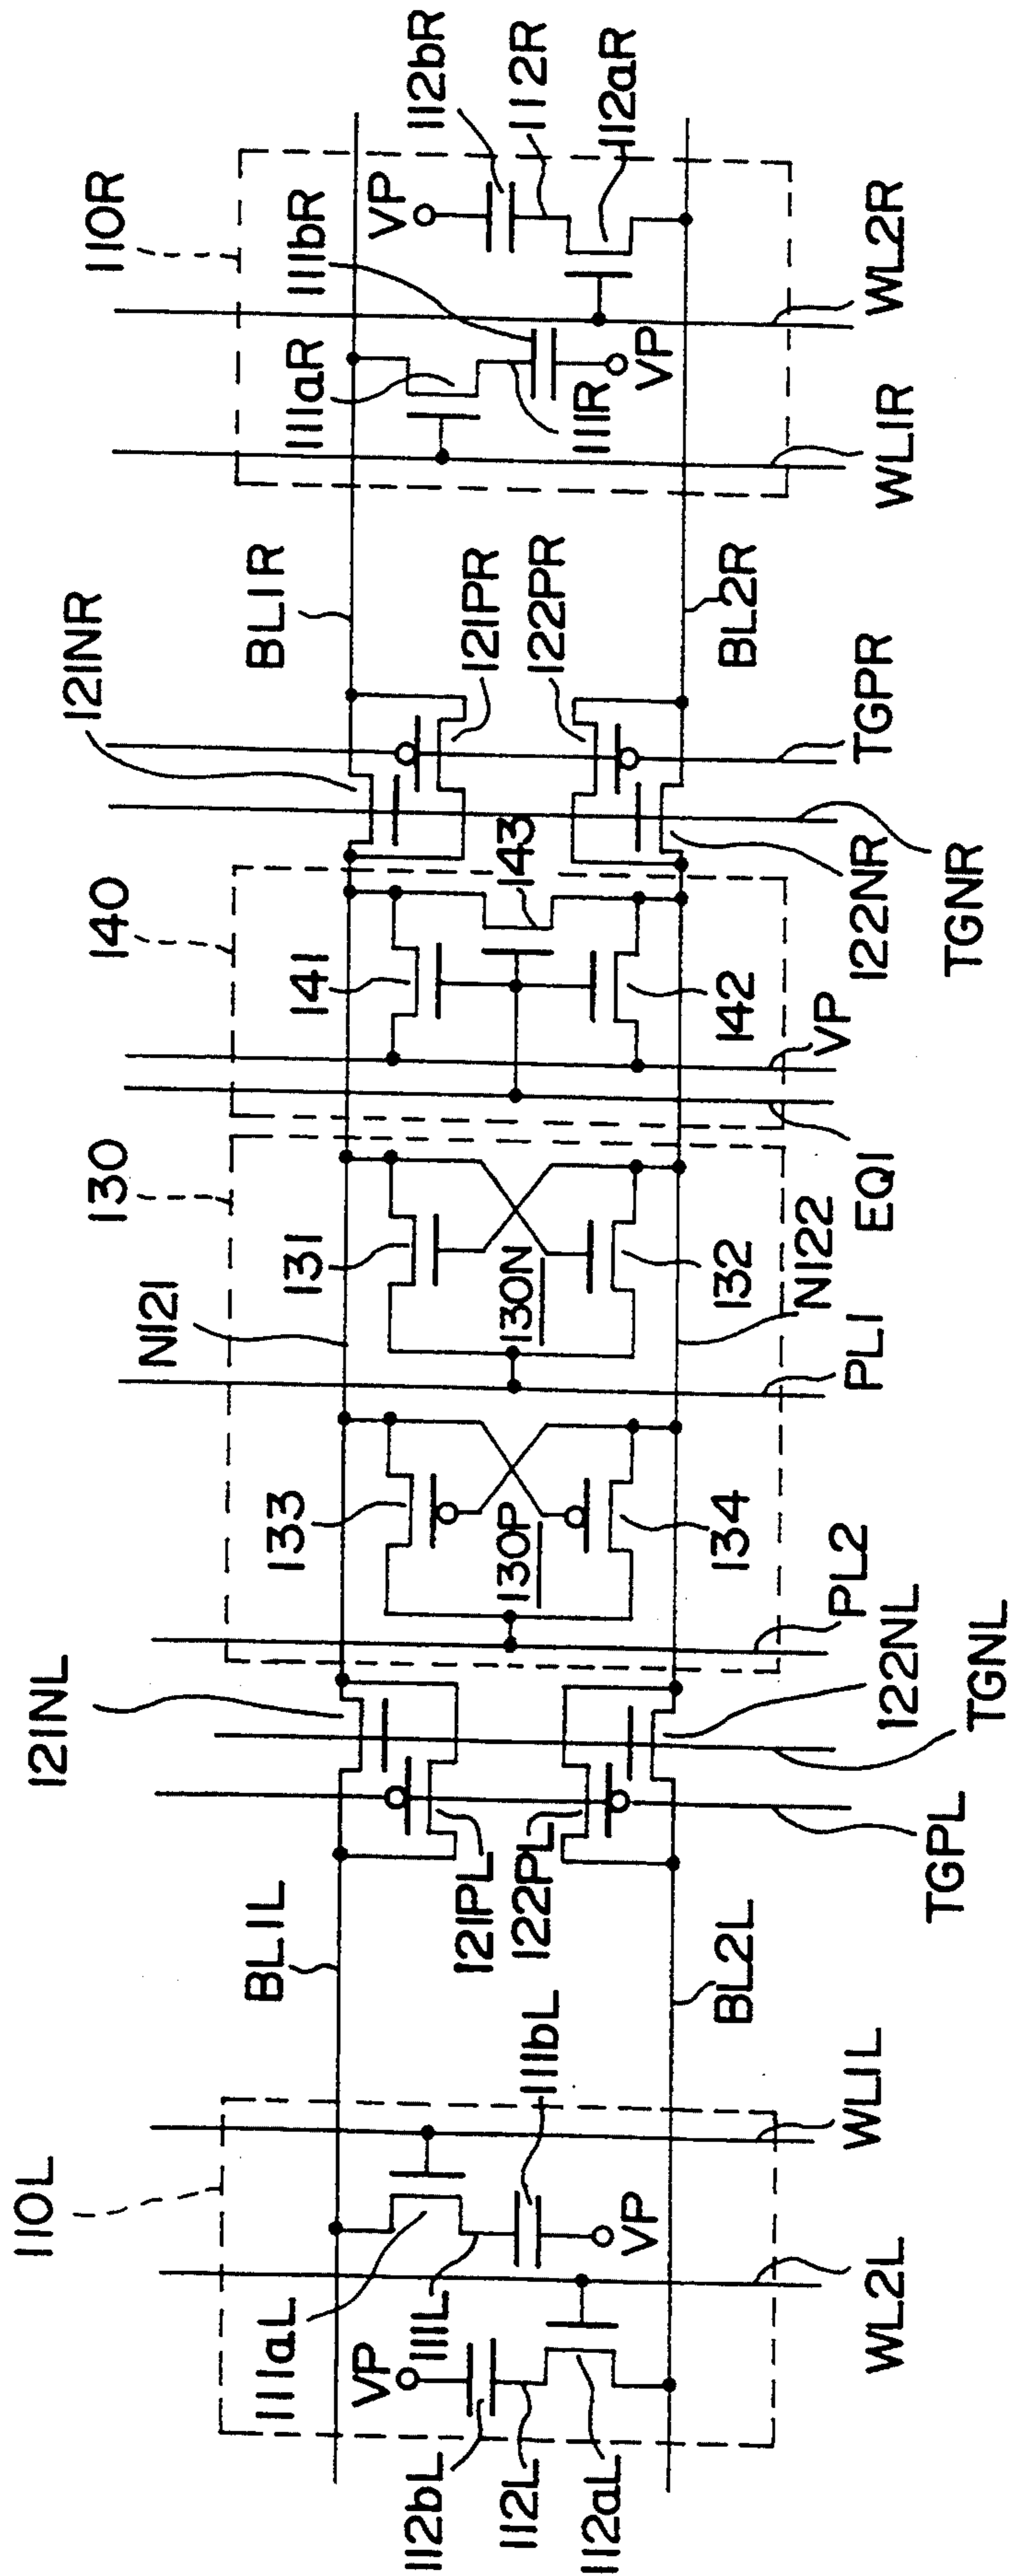 110L
111aL
VP
111L
112bL
112L
112aL
111bL
VP
WL2L
WL1L
BL1L
BL2L
121NL
121PL
122PL
122NL
TGPL
TGNL
130
N121
133
130P
134
PL2
131
130N
132
PL1
N122
140
141
143
142
EQ1
VP
121NR
121PR
122PR
122NR
TGNR
TGPR
BL1R
BL2R
110R
111aR
111bR
111R
VP
VP
112bR
112R
112aR
WL1R
WL2R